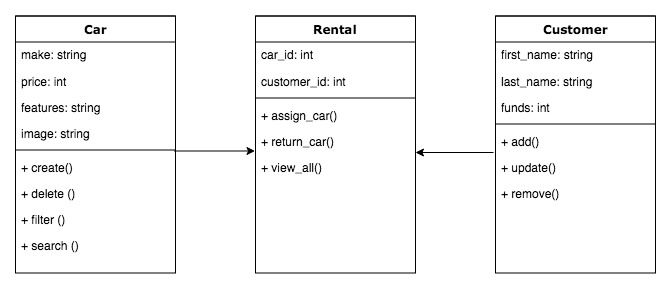 Car
make: string
price: int
features: string
image: string
+ create()
+ delete ()
+ filter ()
+ search ()
Rental
car_id: int
customer_id: int
+ assign_car()
+ return_car()
+ view_all()
Customer
first_name: string
last_name: string
funds: int
+ add()
+ update()
+ remove()